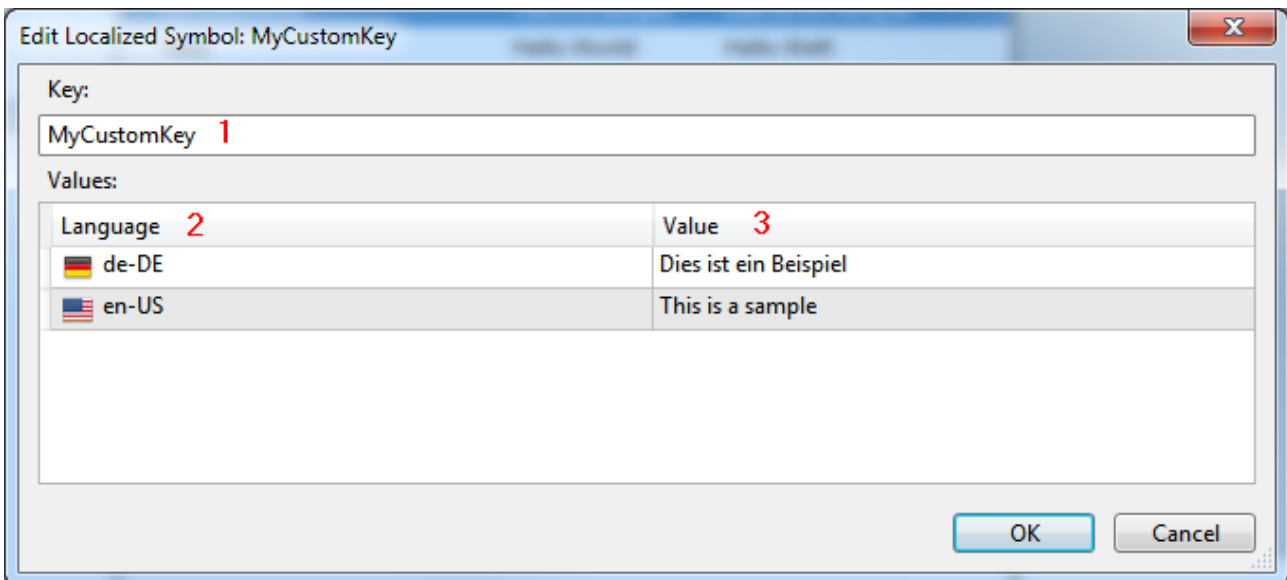 Edit Localized Symbol: MyCustomKey
Key:
MyCustomKey 1
Values:
Language 2 Value 3
de-DE Dies ist ein Beispiel
en-US This is a sample
OK Cancel